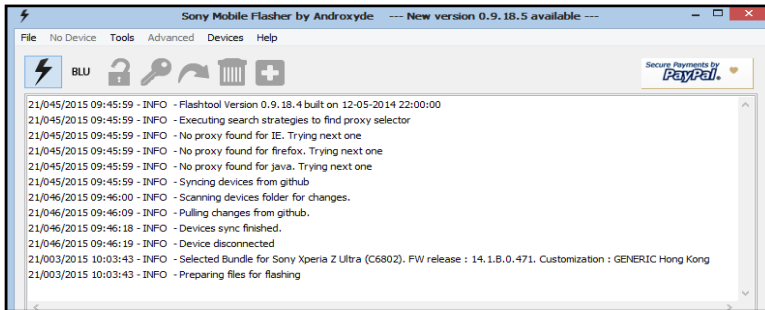 Sony Mobile Flasher by Androxyde   --- New version 0.9.18.5 available ---
File No Device Tools Advanced Devices Help
BLU
Secure Payments by
PayPal.
21/045/2015 09:45:59 - INFO - Flashtool Version 0.9.18.4 built on 12-05-2014 22:00:00
21/045/2015 09:45:59 - INFO - Executing search strategies to find proxy selector
21/045/2015 09:45:59 - INFO - No proxy found for IE. Trying next one
21/045/2015 09:45:59 - INFO - No proxy found for firefox. Trying next one
21/045/2015 09:45:59 - INFO - No proxy found for java. Trying next one
21/045/2015 09:45:59 - INFO - Syncing devices from github
21/046/2015 09:46:00 - INFO - Scanning devices folder for changes.
21/046/2015 09:46:09 - INFO - Pulling changes from github.
21/046/2015 09:46:18 - INFO - Devices sync finished.
21/046/2015 09:46:19 - INFO - Device disconnected
21/003/2015 10:03:43 - INFO - Selected Bundle for Sony Xperia Z Ultra (C6802). FW release : 14.1.B.0.471. Customization : GENERIC Hong Kong
21/003/2015 10:03:43 - INFO - Preparing files for flashing